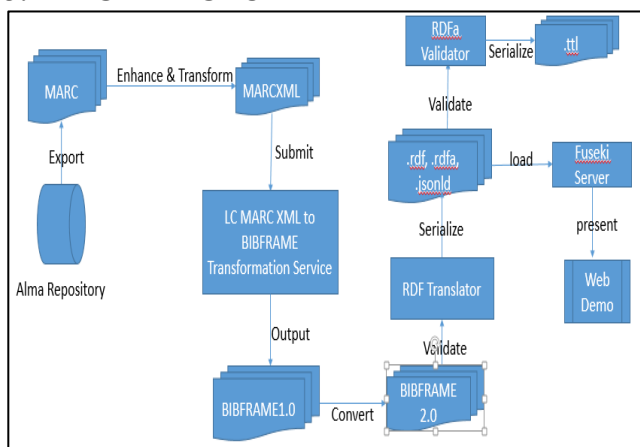 MARC
Enhance & Transform
MARCXML
Export
Alma Repository
Submit
LC MARC XML to
BIBFRAME
Transformation Service
Output
BIBFRAME1.0
Convert
BIBFRAME
2.0
Validate
RDF Translator
Serialize
.rdf, .rdfa,
.jsonld
Validate
RDFa
Validator
Serialize
.ttl
load
Fuseki
Server
present
Web
Demo